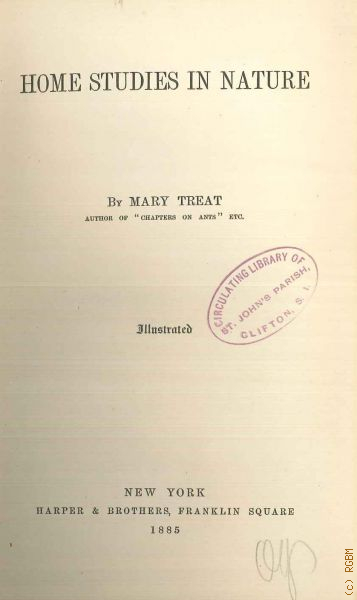 HOME STUDIES IN NATURE
By MARY TREAT
AUTHOR OF "CHAPTERS ON ANTS" ETC.
CIRCULATING LIBRARY OF
ST. JOHN'S PARISH,
CLIFTON, S. I.
Illustrated
NEW YORK
HARPER & BROTHERS, FRANKLIN SQUARE
1885
(c) RGBM